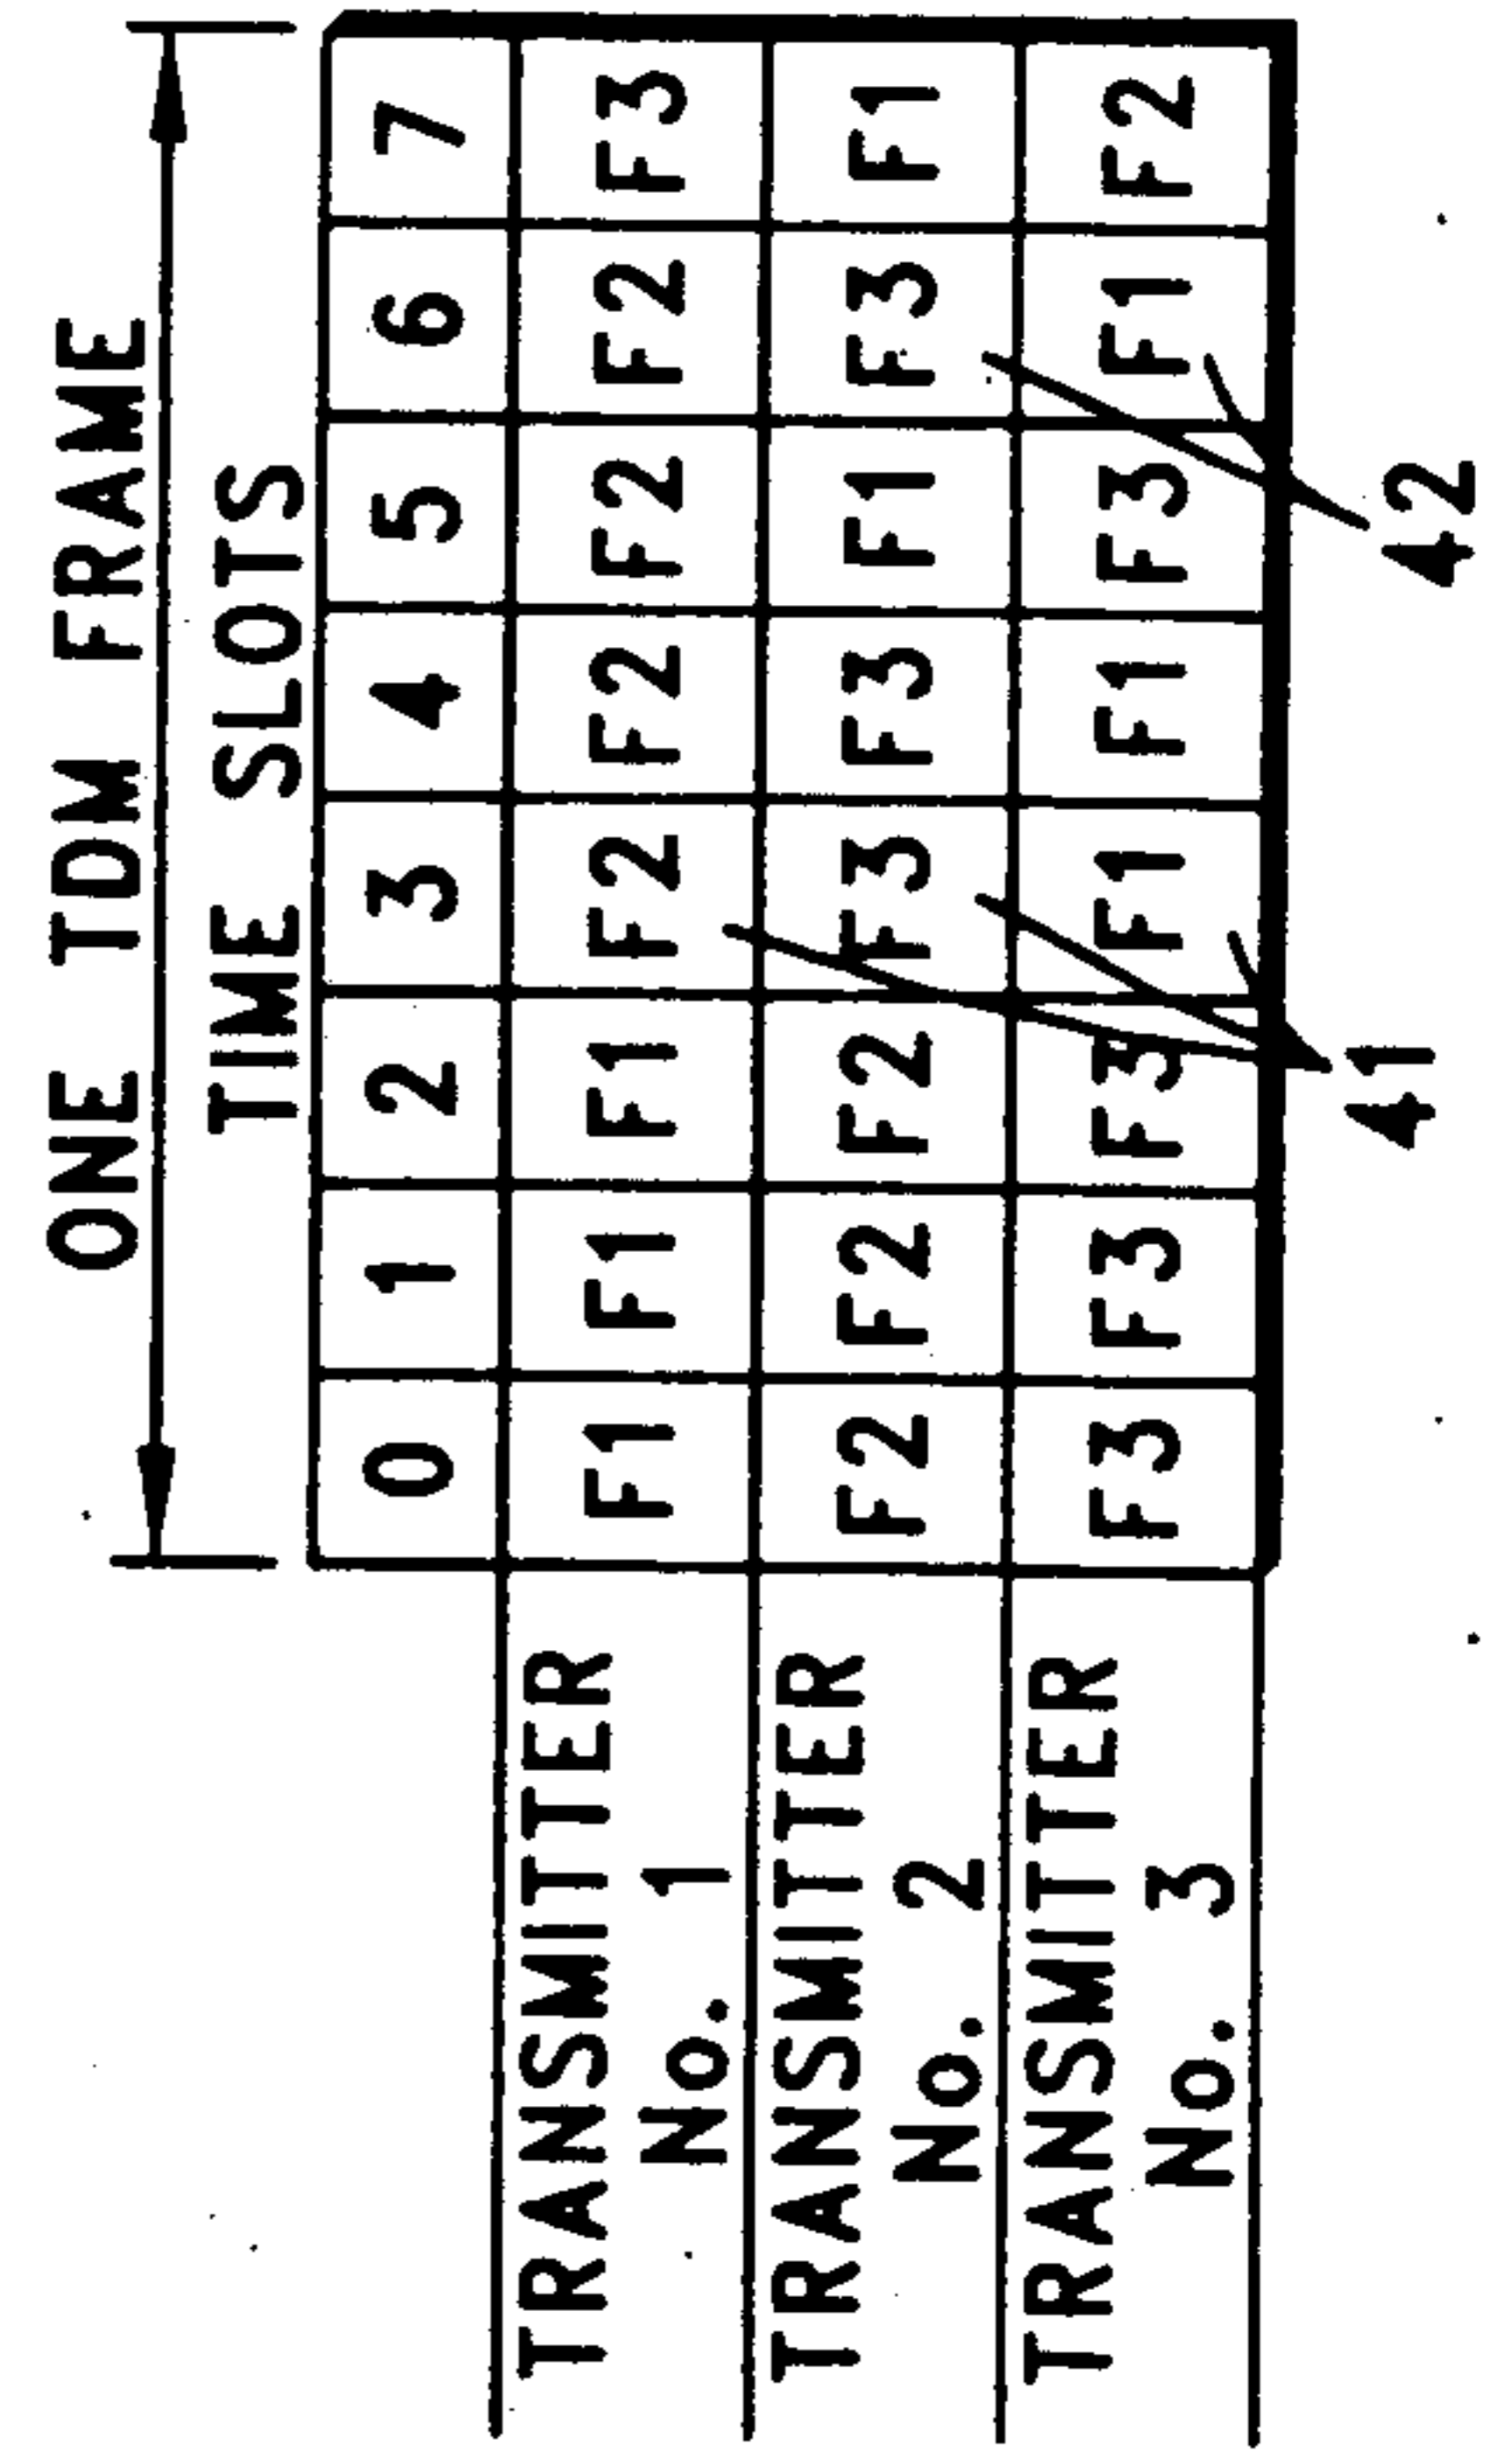 ONE TDM FRAME
TIME SLOTS
0 1 2 3 4 5 6 7
TRANSMITTER No. 1 F1 F1 F1 F2 F2 F2 F2 F3
TRANSMITTER No. 2 F2 F2 F2 F3 F3 F1 F3 F1
TRANSMITTER No. 3 F3 F3 F3 F1 F1 F3 F1 F2
41 42